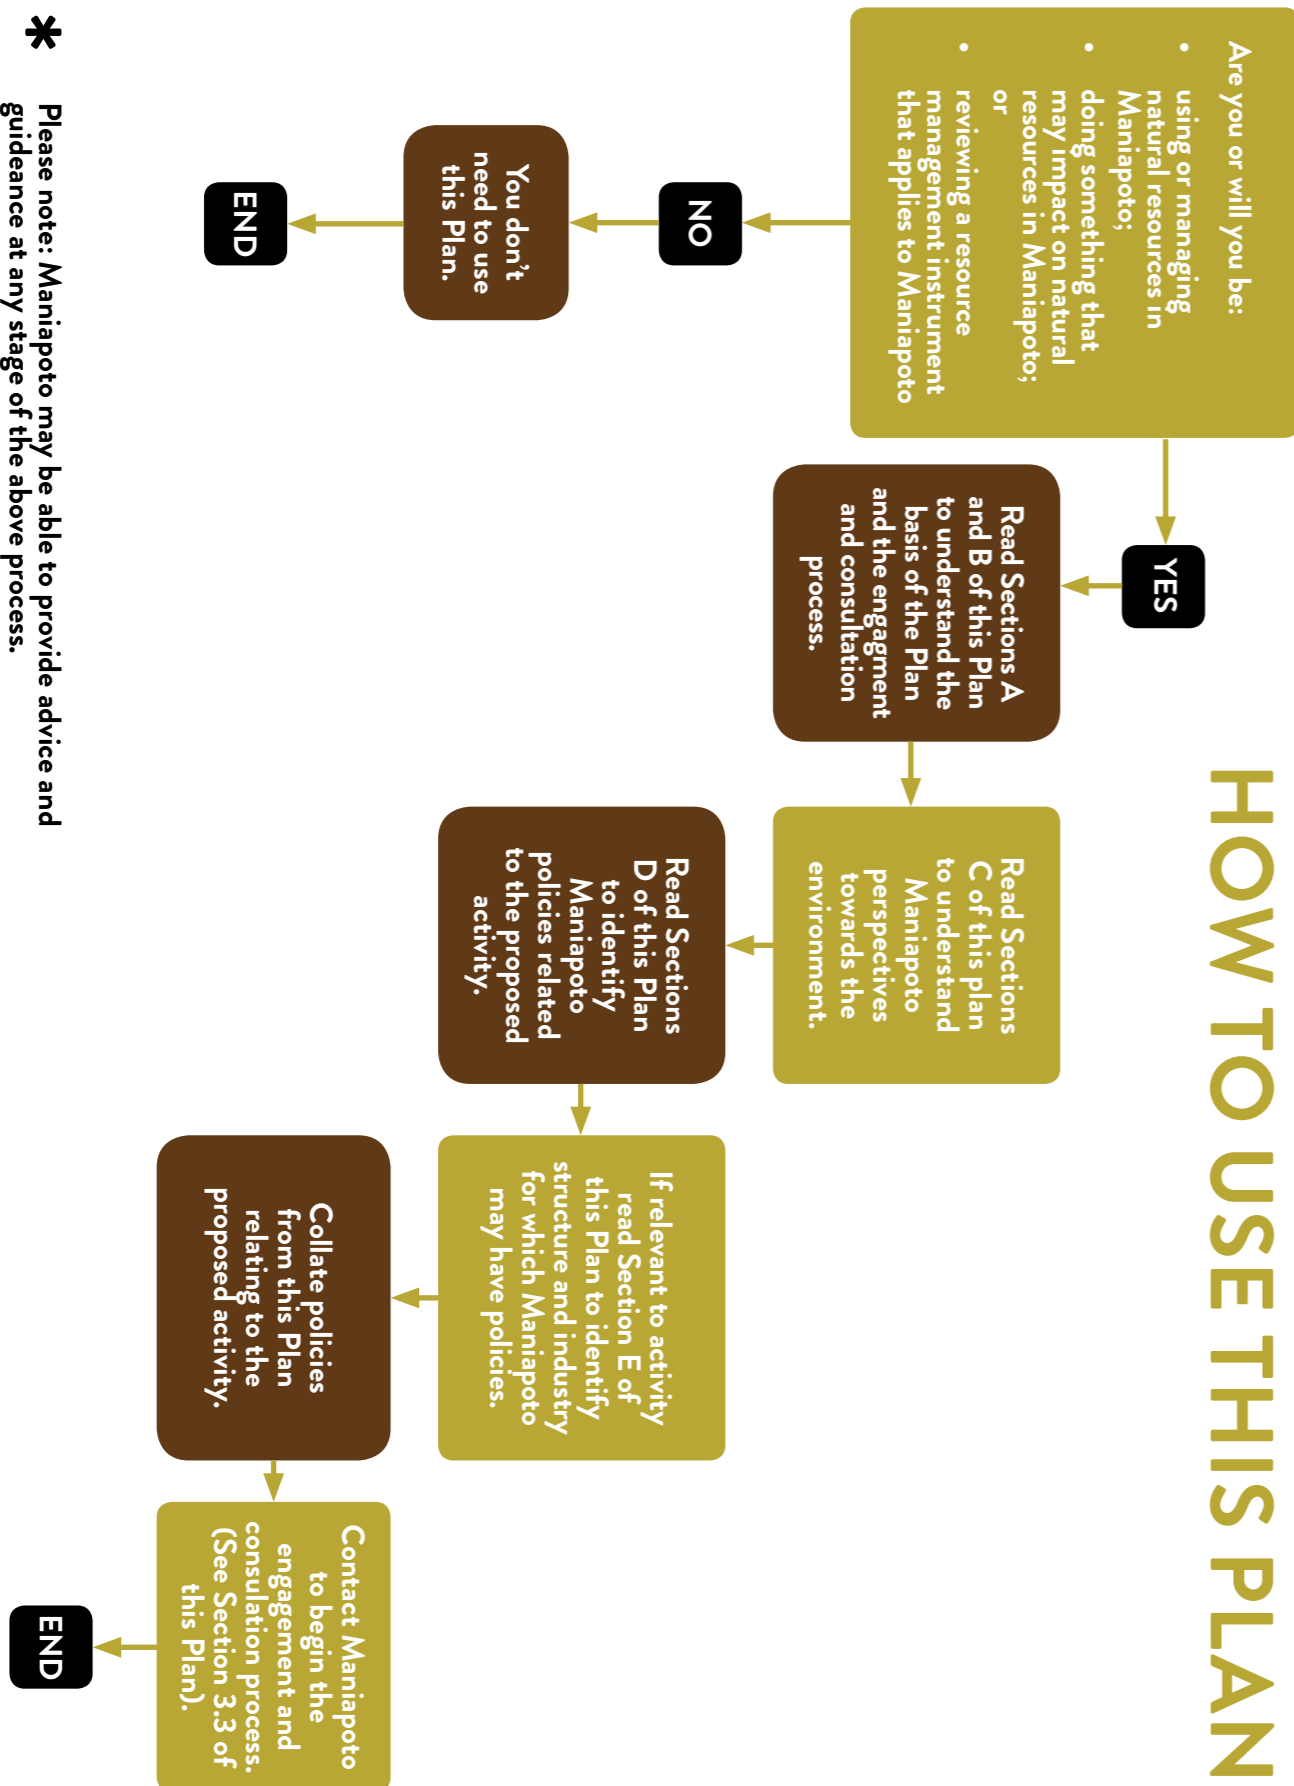 HOW TO USE THIS PLAN
Are you or will you be:
• using or managing
natural resources in
Maniapoto;
• doing something that
may impact on natural
resources in Maniapoto;
or
• reviewing a resource
management instrument
that applies to Maniapoto
YES
NO
You don't
need to use
this Plan.
END
Read Sections A
and B of this Plan
to understand the
basis of the Plan
and the engagment
and consultation
process.
Read Sections
C of this plan
to understand
Maniapoto
perspectives
towards the
environment.
Read Sections
D of this Plan
to identify
Maniapoto
policies related
to the proposed
activity.
If relevant to activity
read Section E of
this Plan to identify
structure and industry
for which Maniapoto
may have policies.
Collate policies
from this Plan
relating to the
proposed activity.
Contact Maniapoto
to begin the
engagement and
consulation process.
(See Section 3.3 of
this Plan).
END
* Please note: Maniapoto may be able to provide advice and
guideance at any stage of the above process.